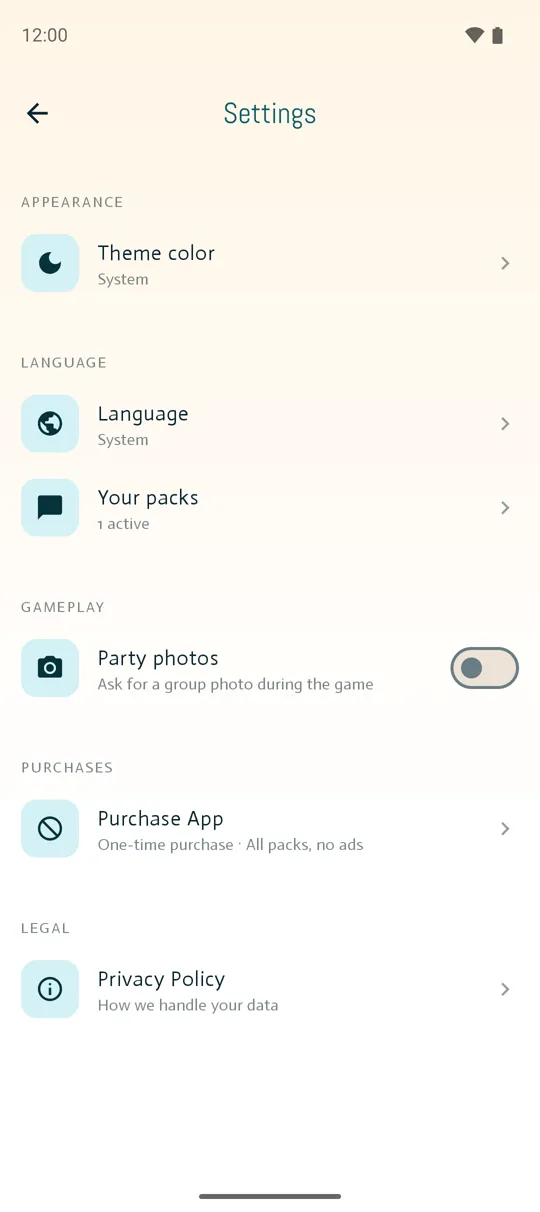 12:00
Settings
APPEARANCE
Theme color
System
LANGUAGE
Language
System
Your packs
1 active
GAMEPLAY
Party photos
Ask for a group photo during the game
PURCHASES
Purchase App
One-time purchase · All packs, no ads
LEGAL
Privacy Policy
How we handle your data